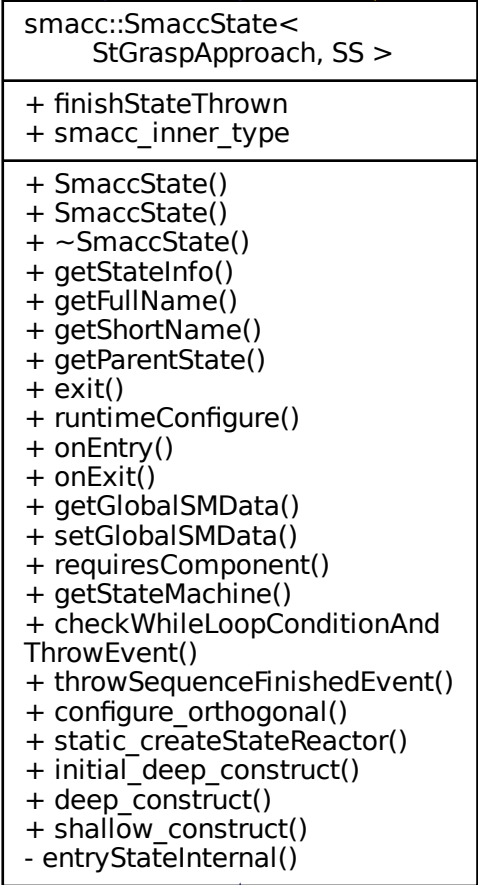 smacc::SmaccState<
StGraspApproach, SS >
+ finishStateThrown
+ smacc_inner_type
+ SmaccState()
+ SmaccState()
+ ~SmaccState()
+ getStateInfo()
+ getFullName()
+ getShortName()
+ getParentState()
+ exit()
+ runtimeConfigure()
+ onEntry()
+ onExit()
+ getGlobalSMData()
+ setGlobalSMData()
+ requiresComponent()
+ getStateMachine()
+ checkWhileLoopConditionAnd
ThrowEvent()
+ throwSequenceFinishedEvent()
+ configure_orthogonal()
+ static_createStateReactor()
+ initial_deep_construct()
+ deep_construct()
+ shallow_construct()
- entryStateInternal()